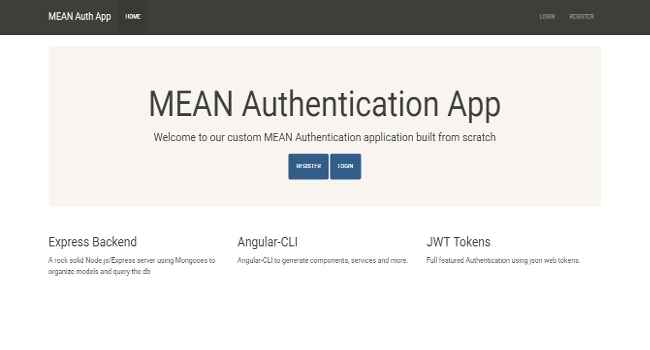 MEAN Auth App HOME LOGIN REGISTER
MEAN Authentication App
Welcome to our custom MEAN Authentication application built from scratch
REGISTER LOGIN
Express Backend
A rock solid Node.js/Express server using Mongooes to
organize models and query the db
Angular-CLI
Angular-CLI to generate components, services and more.
JWT Tokens
Full featured Authentication using json web tokens.